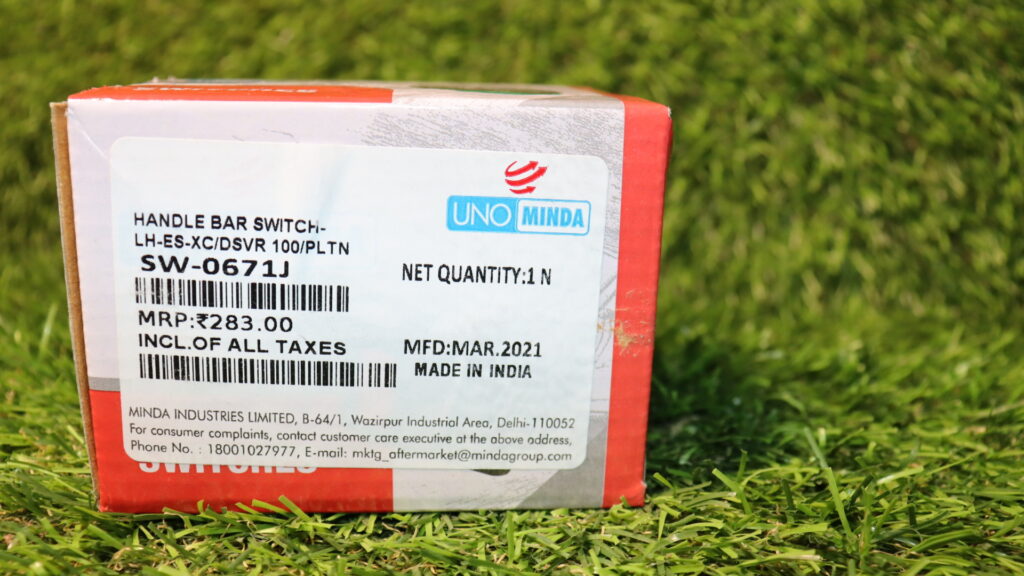 UNO MINDA
HANDLE BAR SWITCH-
LH-ES-XC/DSVR 100/PLTN
SW-0671J
NET QUANTITY:1 N
MRP:₹283.00
INCL.OF ALL TAXES
MFD:MAR.2021
MADE IN INDIA
MINDA INDUSTRIES LIMITED, B-64/1, Wazirpur Industrial Area, Delhi-110052
For consumer complaints, contact customer care executive at the above address,
Phone No. : 18001027977, E-mail: mktg_aftermarket@mindagroup.com
SWITCHES